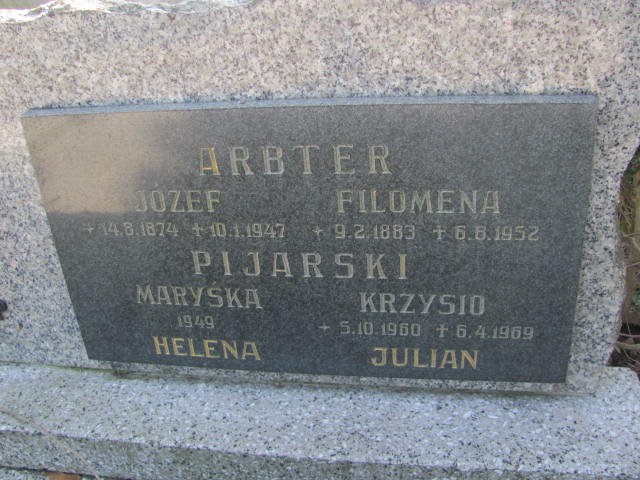 ARBTER
JÓZEF FILOMENA
+ 14.8.1874 + 10.1.1947 + 9.2.1883 + 6.6.1952
PIJARSKI
MARYSKA KRZYSIO
1949 + 5.10.1960 + 6.4.1969
HELENA JULIAN